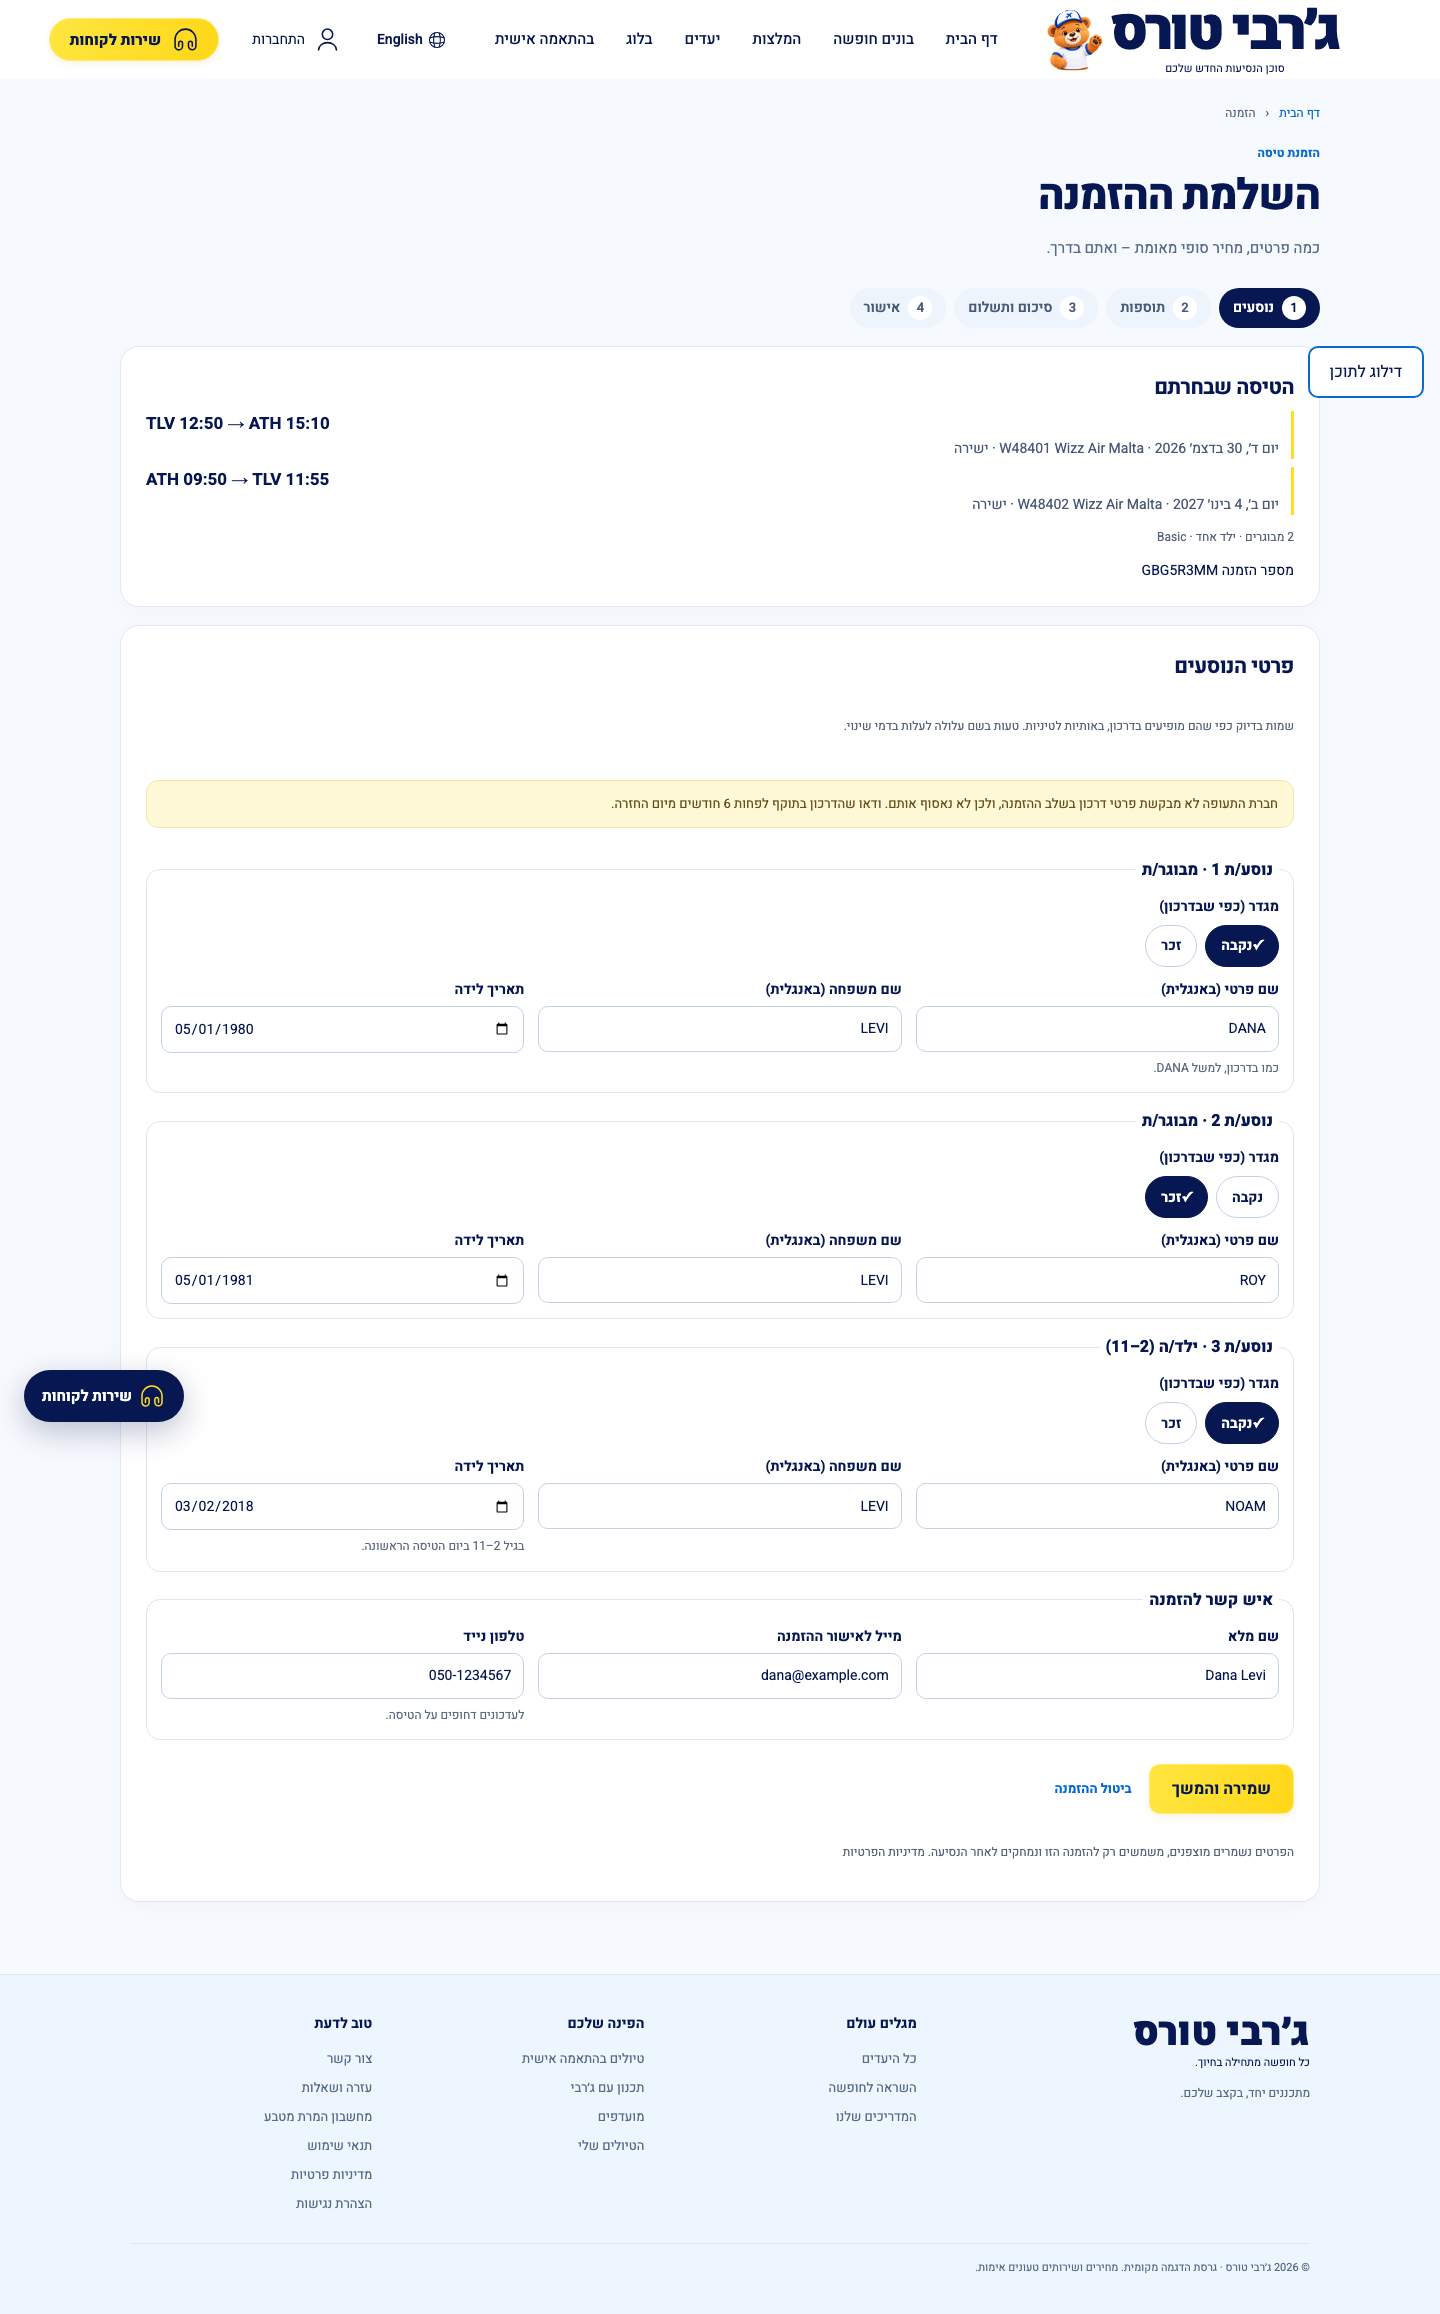 ג׳רבי טורס
סוכן הנסיעות החדש שלכם
דף הבית
בונים חופשה
המלצות
יעדים
בלוג
בהתאמה אישית
English
התחברות
שירות לקוחות
דף הבית › הזמנה
הזמנת טיסה
השלמת ההזמנה
כמה פרטים, מחיר סופי מאומת – ואתם בדרך.
1 נוסעים
2 תוספות
3 סיכום ותשלום
4 אישור
דילוג לתוכן
הטיסה שבחרתם
TLV 12:50 → ATH 15:10
יום ד׳, 30 בדצמ׳ 2026 · W48401 Wizz Air Malta · ישירה
ATH 09:50 → TLV 11:55
יום ב׳, 4 בינו׳ 2027 · W48402 Wizz Air Malta · ישירה
2 מבוגרים · ילד אחד · Basic
מספר הזמנה GBG5R3MM
פרטי הנוסעים
שמות בדיוק כפי שהם מופיעים בדרכון, באותיות לטיניות. טעות בשם עלולה לעלות בדמי שינוי.
חברת התעופה לא מבקשת פרטי דרכון בשלב ההזמנה, ולכן לא נאסוף אותם. ודאו שהדרכון בתוקף לפחות 6 חודשים מיום החזרה.
נוסע/ת 1 · מבוגר/ת
מגדר (כפי שבדרכון)
✓נקבה
זכר
שם פרטי (באנגלית)
שם משפחה (באנגלית)
תאריך לידה
DANA
LEVI
05/01/1980
כמו בדרכון, למשל DANA.
נוסע/ת 2 · מבוגר/ת
מגדר (כפי שבדרכון)
נקבה
✓זכר
שם פרטי (באנגלית)
שם משפחה (באנגלית)
תאריך לידה
ROY
LEVI
05/01/1981
נוסע/ת 3 · ילד/ה (2–11)
מגדר (כפי שבדרכון)
✓נקבה
זכר
שירות לקוחות
שם פרטי (באנגלית)
שם משפחה (באנגלית)
תאריך לידה
NOAM
LEVI
03/02/2018
בגיל 2–11 ביום הטיסה הראשונה.
איש קשר להזמנה
שם מלא
מייל לאישור ההזמנה
טלפון נייד
Dana Levi
dana@example.com
050-1234567
לעדכונים דחופים על הטיסה.
שמירה והמשך
ביטול ההזמנה
הפרטים נשמרים מוצפנים, משמשים רק להזמנה הזו ונמחקים לאחר הנסיעה. מדיניות הפרטיות
ג׳רבי טורס
כל חופשה מתחילה בחיוך.
מתכננים יחד, בקצב שלכם.
מגלים עולם
כל היעדים
השראה לחופשה
המדריכים שלנו
הפינה שלכם
טיולים בהתאמה אישית
תכנון עם ג׳רבי
מועדפים
הטיולים שלי
טוב לדעת
צור קשר
עזרה ושאלות
מחשבון המרת מטבע
תנאי שימוש
מדיניות פרטיות
הצהרת נגישות
© 2026 ג׳רבי טורס · גרסת הדגמה מקומית. מחירים ושירותים טעונים אימות.